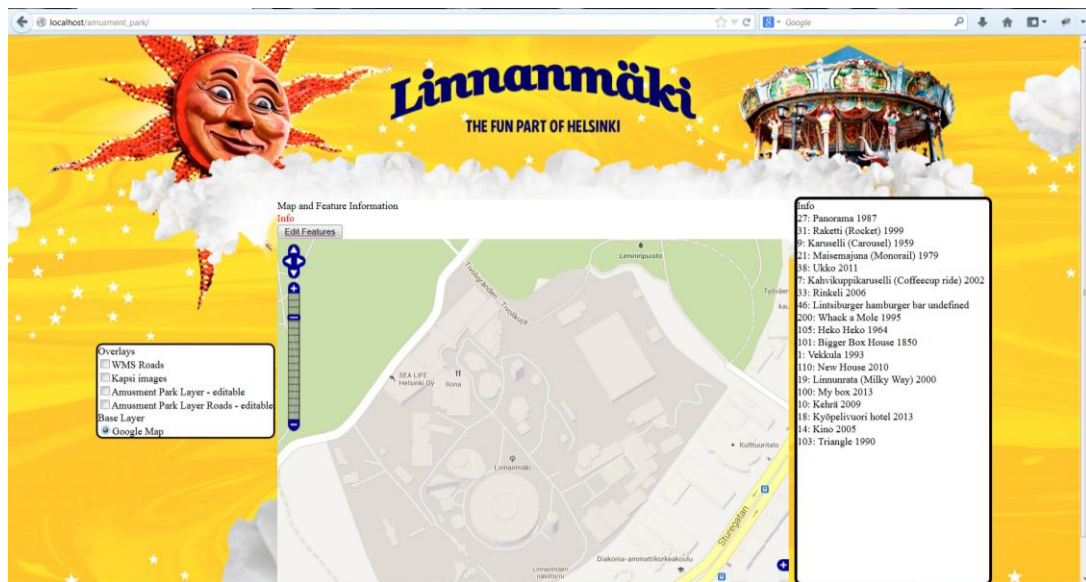 localhost/amusment_park/
Google
Linnanmäki
THE FUN PART OF HELSINKI
Map and Feature Information
Info
Edit Features
Overlays
WMS Roads
Kapsi images
Amusment Park Layer - editable
Amusment Park Layer Roads - editable
Base Layer
Google Map
Lenininpuisto
Tivoligränden - Tivolikuja
SEA LIFE
Helsinki Oy
Ilona
Linnanmäki
Kulttuuritalo
Sturegatan
Diakonia-ammattikorkeakoulu
Linnanmäen
näkötorni
Info
27: Panorama 1987
31: Raketti (Rocket) 1999
9: Karuselli (Carousel) 1959
21: Maisemajuna (Monorail) 1979
38: Ukko 2011
7: Kahvikuppikaruselli (Coffeecup ride) 2002
33: Rinkeli 2006
46: Lintsiburger hamburger bar undefined
200: Whack a Mole 1995
105: Heko Heko 1964
101: Bigger Box House 1850
1: Vekkula 1993
110: New House 2010
19: Linnunrata (Milky Way) 2000
100: My box 2013
10: Kehrä 2009
18: Kyöpelivuori hotel 2013
14: Kino 2005
103: Triangle 1990